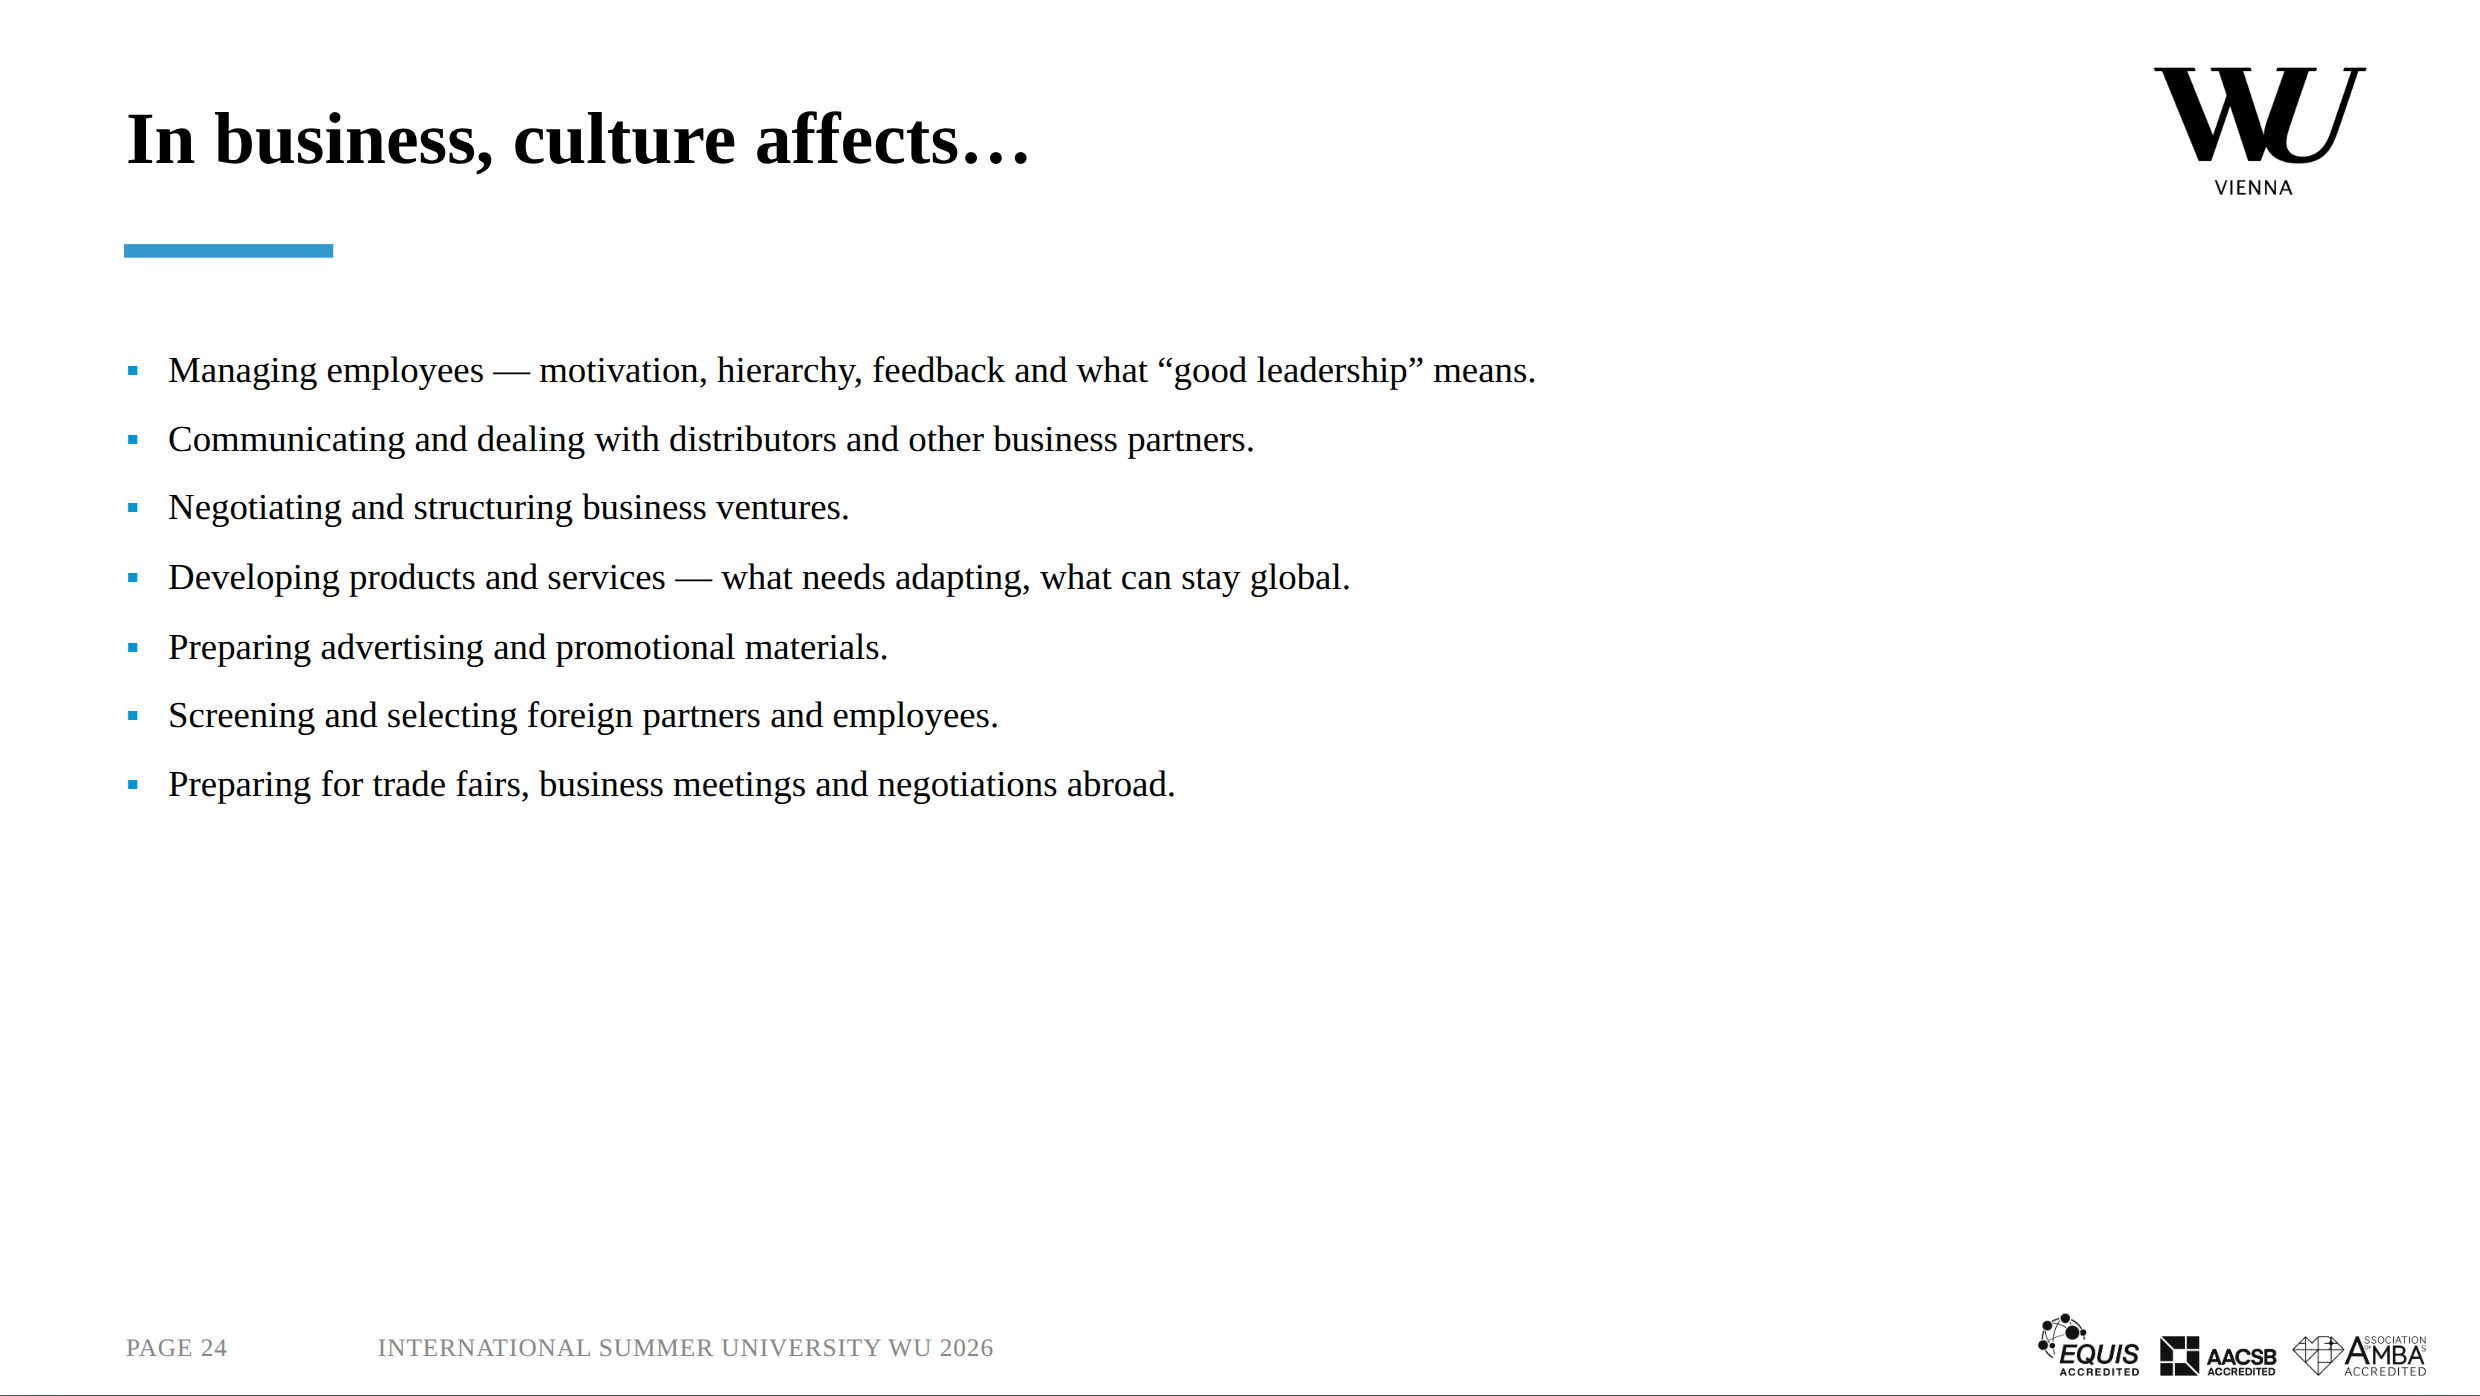 In business, culture affects…
WU
VIENNA
▪ Managing employees — motivation, hierarchy, feedback and what “good leadership” means.
▪ Communicating and dealing with distributors and other business partners.
▪ Negotiating and structuring business ventures.
▪ Developing products and services — what needs adapting, what can stay global.
▪ Preparing advertising and promotional materials.
▪ Screening and selecting foreign partners and employees.
▪ Preparing for trade fairs, business meetings and negotiations abroad.
PAGE 24 INTERNATIONAL SUMMER UNIVERSITY WU 2026
EQUIS
ACCREDITED
AACSB
ACCREDITED
ASSOCIATION
OF
AMBAS
ACCREDITED